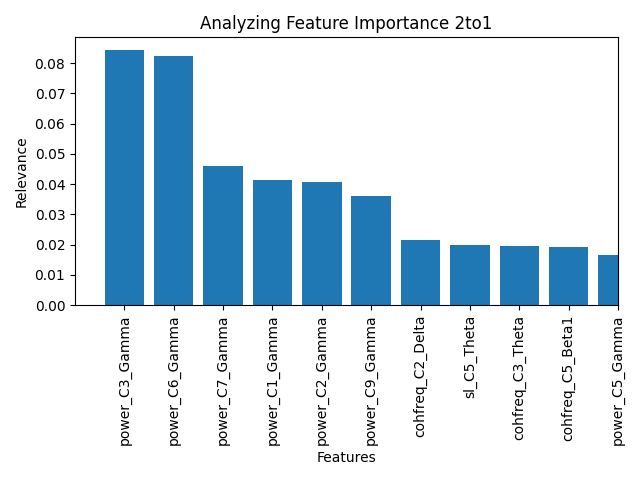 Analyzing Feature Importance 2to1
Relevance
0.08
0.07
0.06
0.05
0.04
0.03
0.02
0.01
0.00
power_C3_Gamma
power_C6_Gamma
power_C7_Gamma
power_C1_Gamma
power_C2_Gamma
power_C9_Gamma
cohfreq_C2_Delta
sl_C5_Theta
cohfreq_C3_Theta
cohfreq_C5_Beta1
power_C5_Gamma
Features